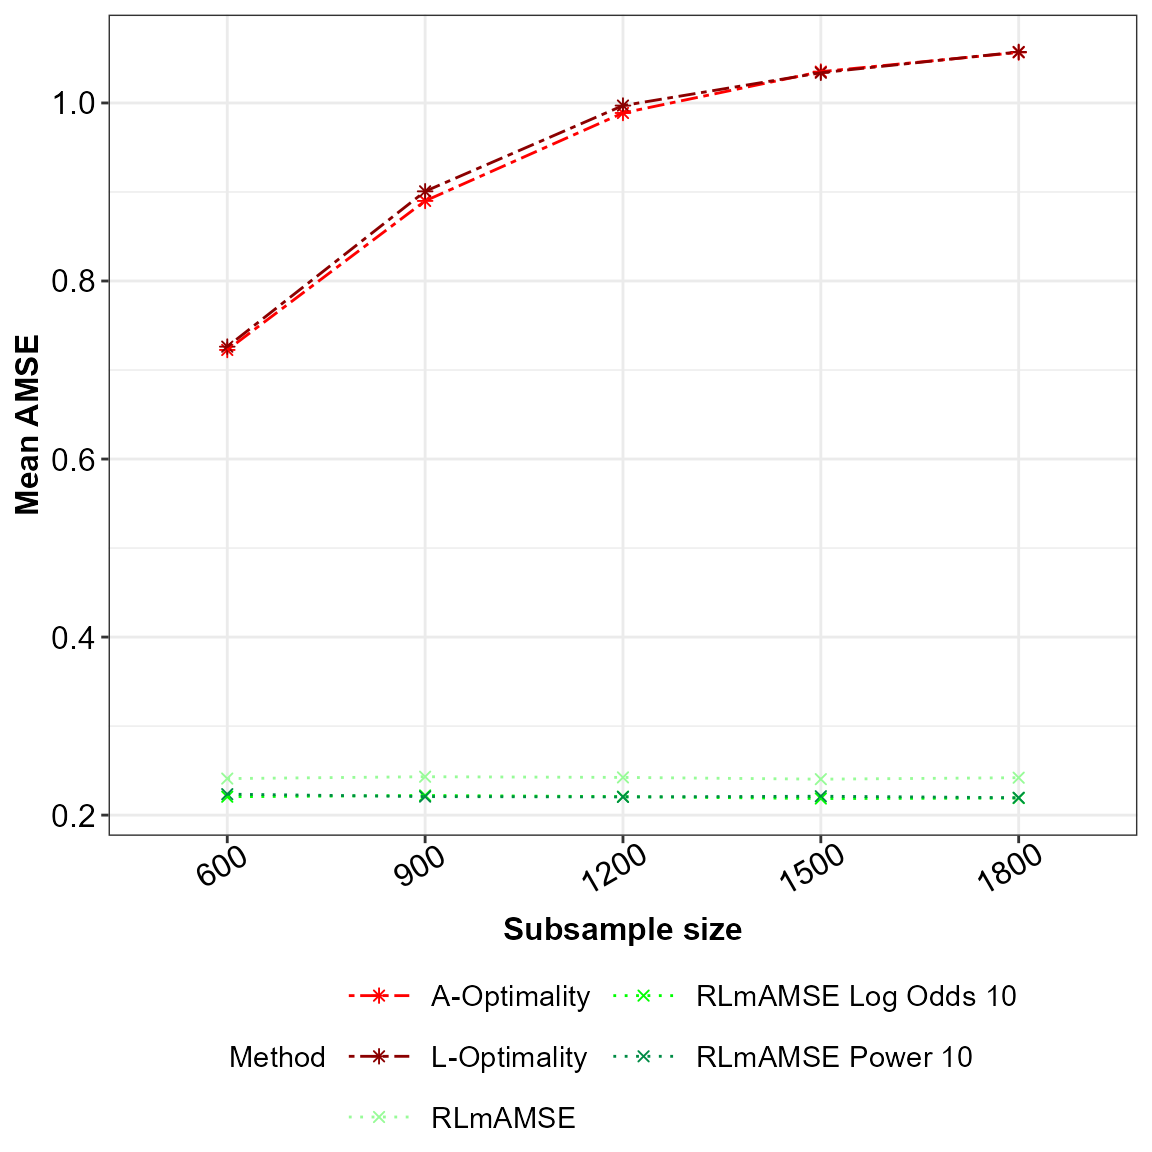 Mean AMSE
1.0
0.8
0.6
0.4
0.2
600
900
1200
1500
1800
Subsample size
Method
A-Optimality
L-Optimality
RLmAMSE
RLmAMSE Log Odds 10
RLmAMSE Power 10